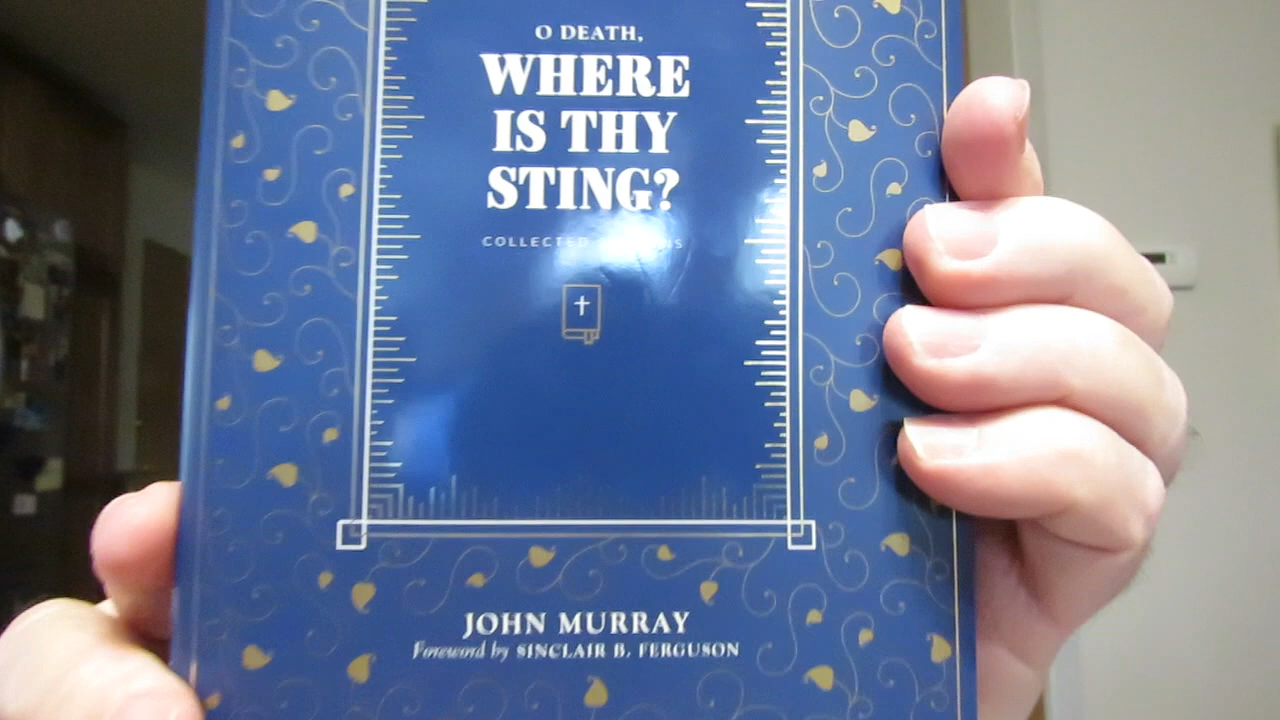 O DEATH,
WHERE
IS THY
STING?
COLLECTED
JOHN MURRAY
Foreword by SINCLAIR B. FERGUSON